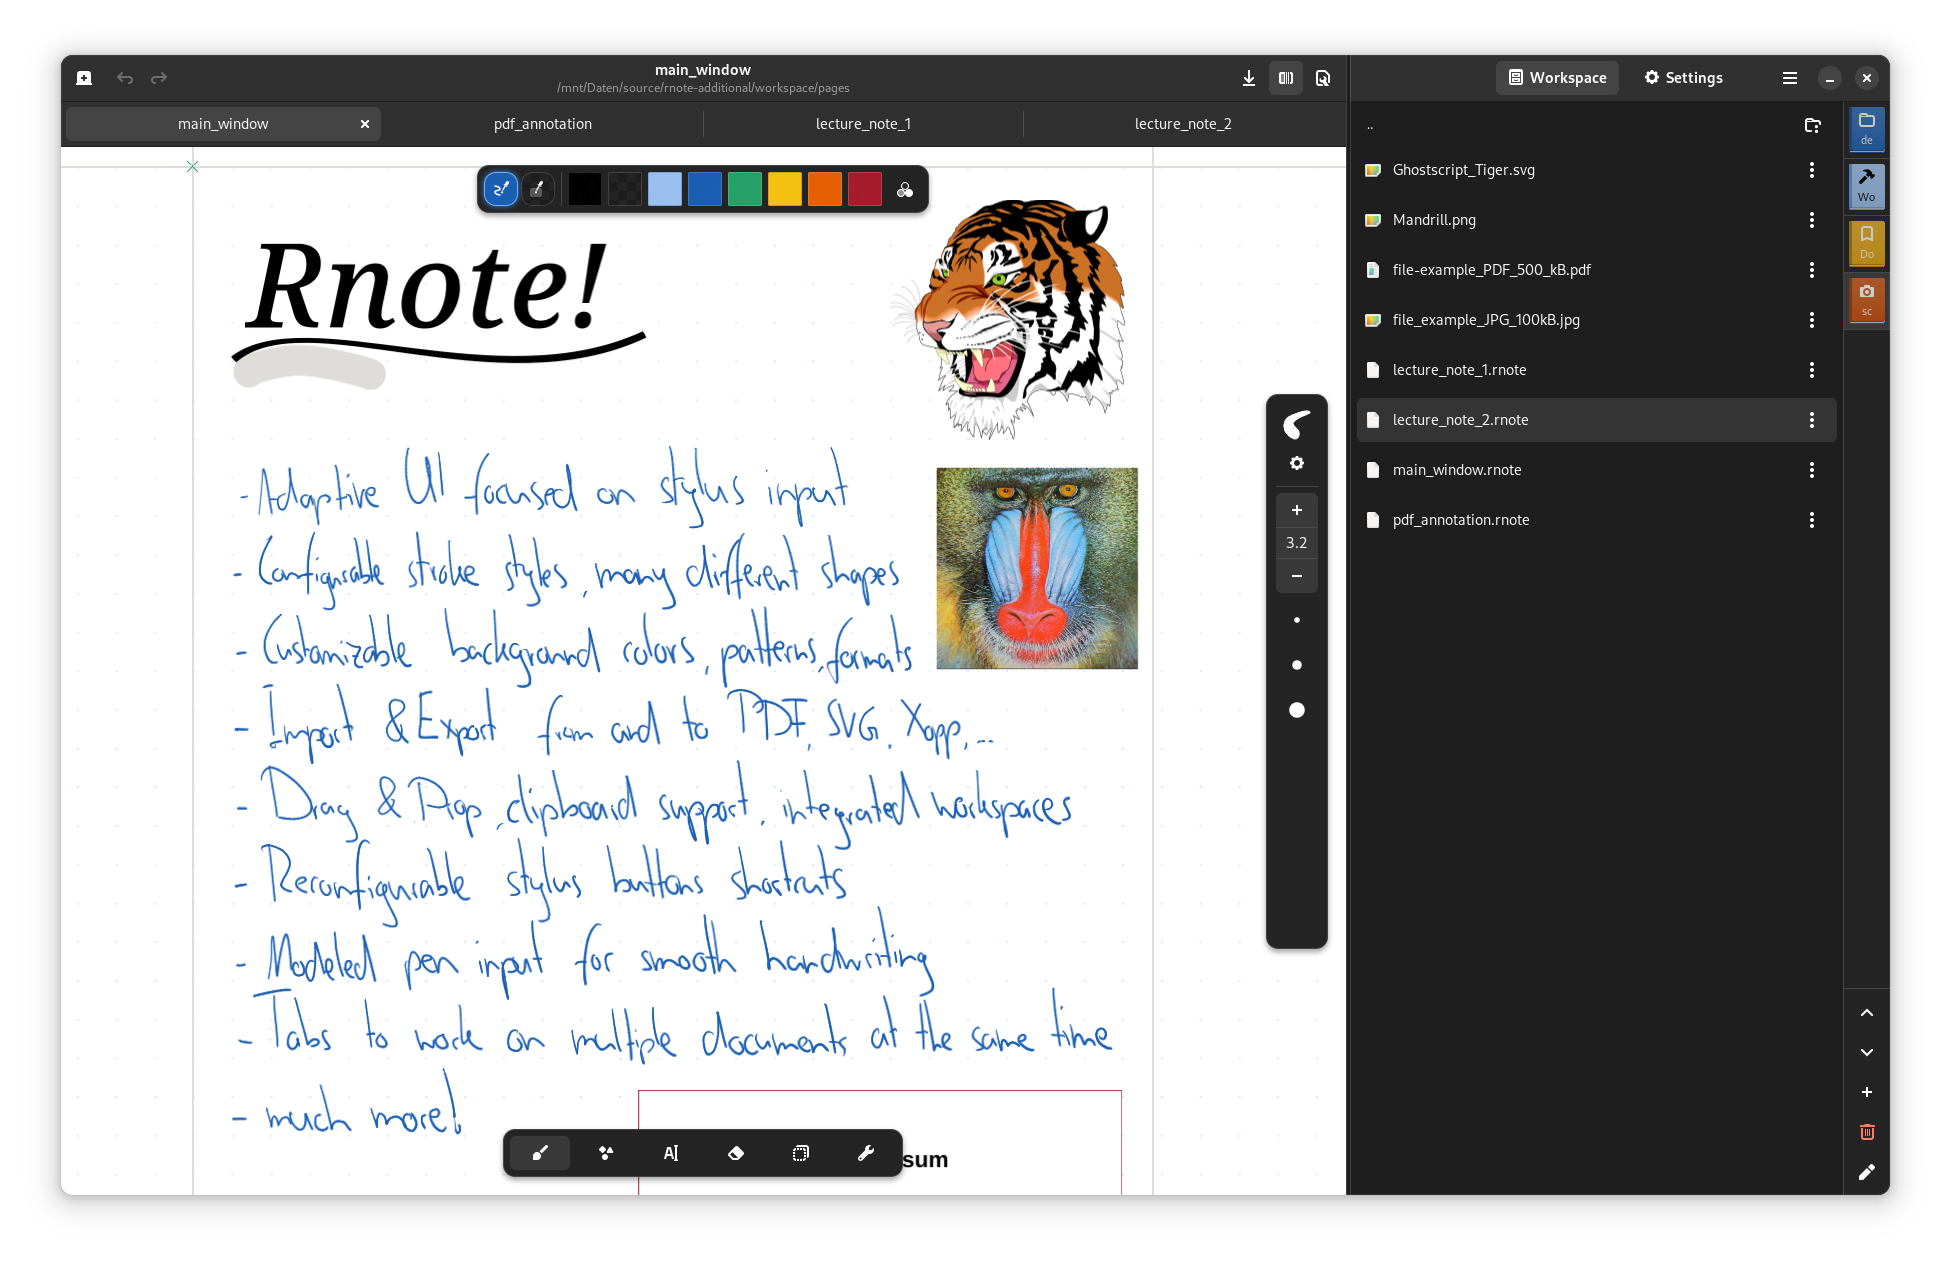 main_window
/mnt/Daten/source/rnote-additional/workspace/pages
Workspace
Settings
main_window
pdf_annotation
lecture_note_1
lecture_note_2
..
de
Wo
Do
sc
Ghostscript_Tiger.svg
Mandrill.png
file-example_PDF_500_kB.pdf
file_example_JPG_100kB.jpg
lecture_note_1.rnote
lecture_note_2.rnote
main_window.rnote
pdf_annotation.rnote
Rnote!
- Adaptive UI focused on stylus input
- Configurable stroke styles, many different shapes
- Customizable background colors, patterns, formats
- Import & Export from and to PDF, SVG, Xopp, ...
- Drag & Drop, clipboard support, integrated workspaces
- Reconfigurable stylus buttons shortcuts
- Modeled pen input for smooth handwriting
- Tabs to work on multiple documents at the same time
- much more!
3.2
sum